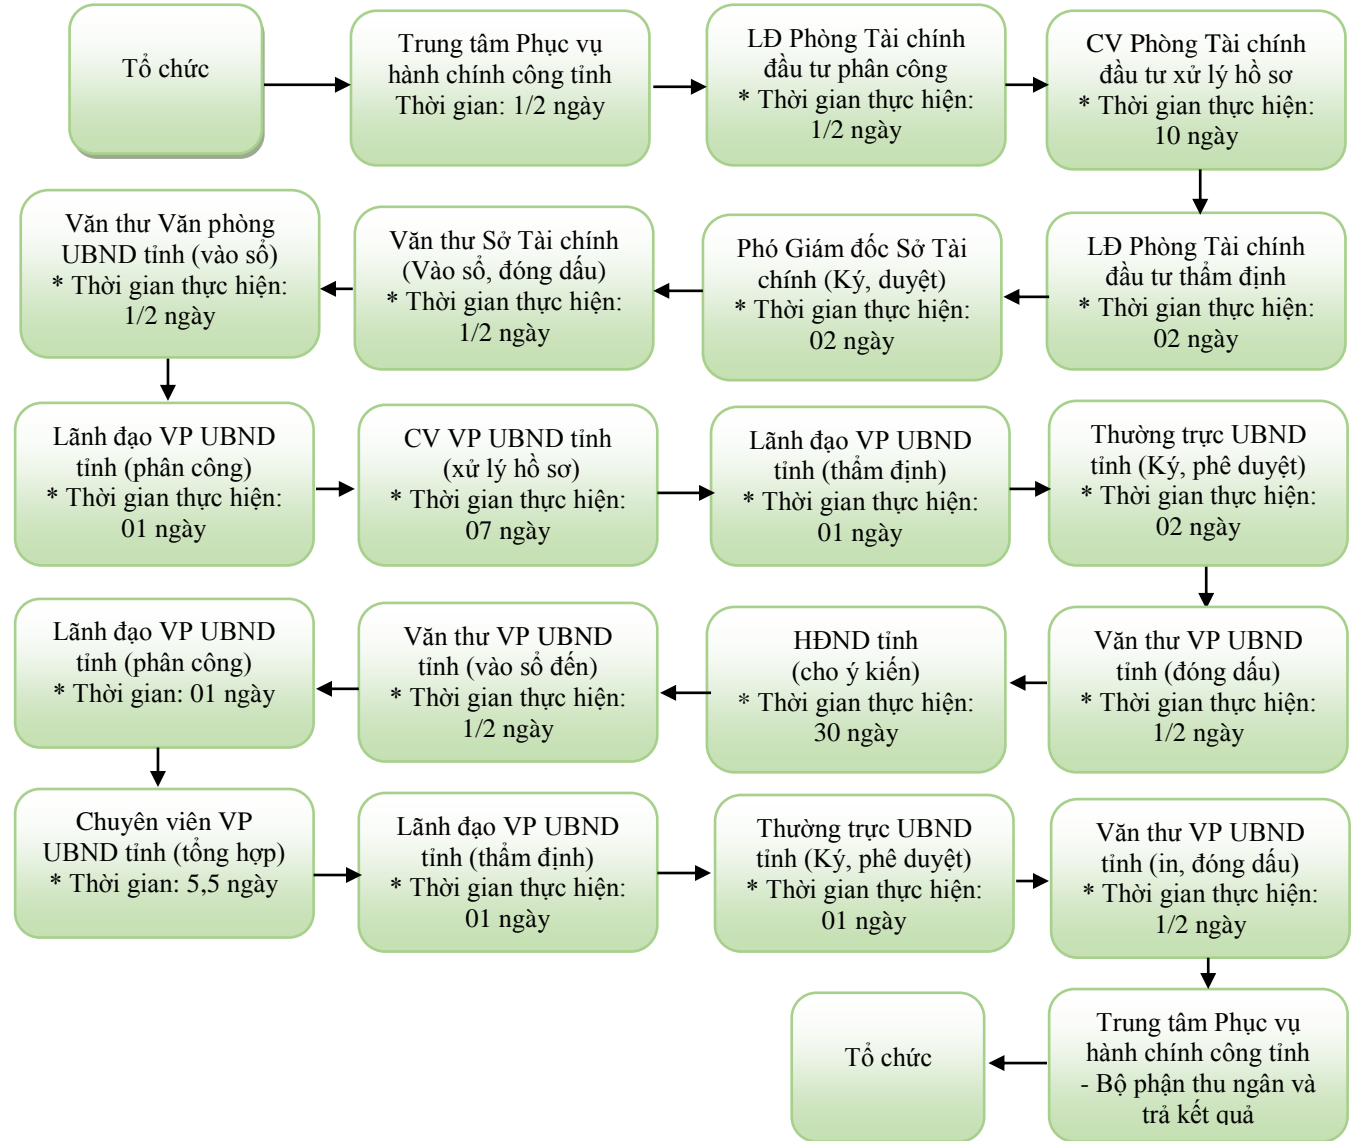 Tổ chức
Trung tâm Phục vụ
hành chính công tỉnh
Thời gian: 1/2 ngày
LĐ Phòng Tài chính
đầu tư phân công
* Thời gian thực hiện:
1/2 ngày
CV Phòng Tài chính
đầu tư xử lý hồ sơ
* Thời gian thực hiện:
10 ngày
LĐ Phòng Tài chính
đầu tư thẩm định
* Thời gian thực hiện:
02 ngày
Phó Giám đốc Sở Tài
chính (Ký, duyệt)
* Thời gian thực hiện:
02 ngày
Văn thư Sở Tài chính
(Vào sổ, đóng dấu)
* Thời gian thực hiện:
1/2 ngày
Văn thư Văn phòng
UBND tỉnh (vào sổ)
* Thời gian thực hiện:
1/2 ngày
Lãnh đạo VP UBND
tỉnh (phân công)
* Thời gian thực hiện:
01 ngày
CV VP UBND tỉnh
(xử lý hồ sơ)
* Thời gian thực hiện:
07 ngày
Lãnh đạo VP UBND
tỉnh (thẩm định)
* Thời gian thực hiện:
01 ngày
Thường trực UBND
tỉnh (Ký, phê duyệt)
* Thời gian thực hiện:
02 ngày
Văn thư VP UBND
tỉnh (đóng dấu)
* Thời gian thực hiện:
1/2 ngày
HĐND tỉnh
(cho ý kiến)
* Thời gian thực hiện:
30 ngày
Văn thư VP UBND
tỉnh (vào sổ đến)
* Thời gian thực hiện:
1/2 ngày
Lãnh đạo VP UBND
tỉnh (phân công)
* Thời gian: 01 ngày
Chuyên viên VP
UBND tỉnh (tổng hợp)
* Thời gian: 5,5 ngày
Lãnh đạo VP UBND
tỉnh (thẩm định)
* Thời gian thực hiện:
01 ngày
Thường trực UBND
tỉnh (Ký, phê duyệt)
* Thời gian thực hiện:
01 ngày
Văn thư VP UBND
tỉnh (in, đóng dấu)
* Thời gian thực hiện:
1/2 ngày
Trung tâm Phục vụ
hành chính công tỉnh
- Bộ phận thu ngân và
trả kết quả
Tổ chức